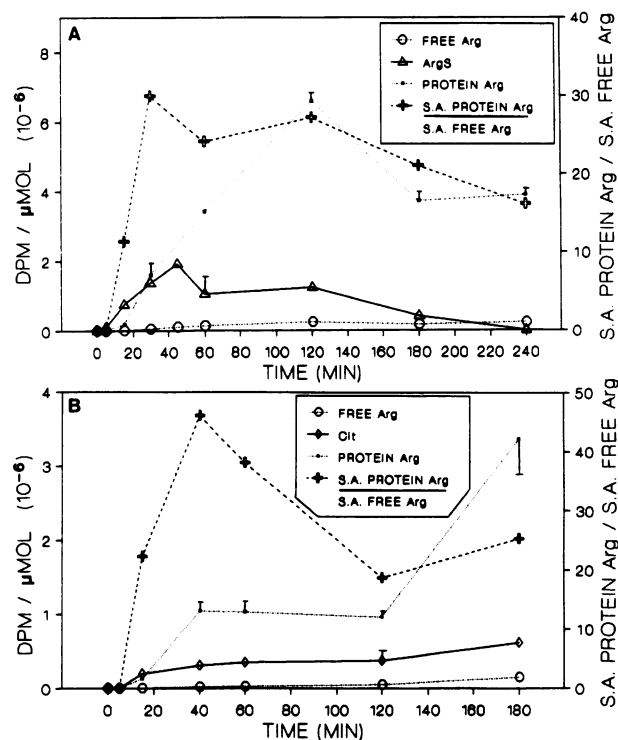 A
DPM / µMOL (10⁻⁶)
8
6
4
2
0
FREE Arg
ArgS
PROTEIN Arg
S.A. PROTEIN Arg
S.A. FREE Arg
40
30
20
10
0
S.A. PROTEIN Arg / S.A. FREE Arg
0 20 40 60 80 100 120 140 160 180 200 220 240
TIME (MIN)
B
DPM / µMOL (10⁻⁶)
4
3
2
1
0
FREE Arg
Cit
PROTEIN Arg
S.A. PROTEIN Arg
S.A. FREE Arg
50
40
30
20
10
0
S.A. PROTEIN Arg / S.A. FREE Arg
0 20 40 60 80 100 120 140 160 180
TIME (MIN)